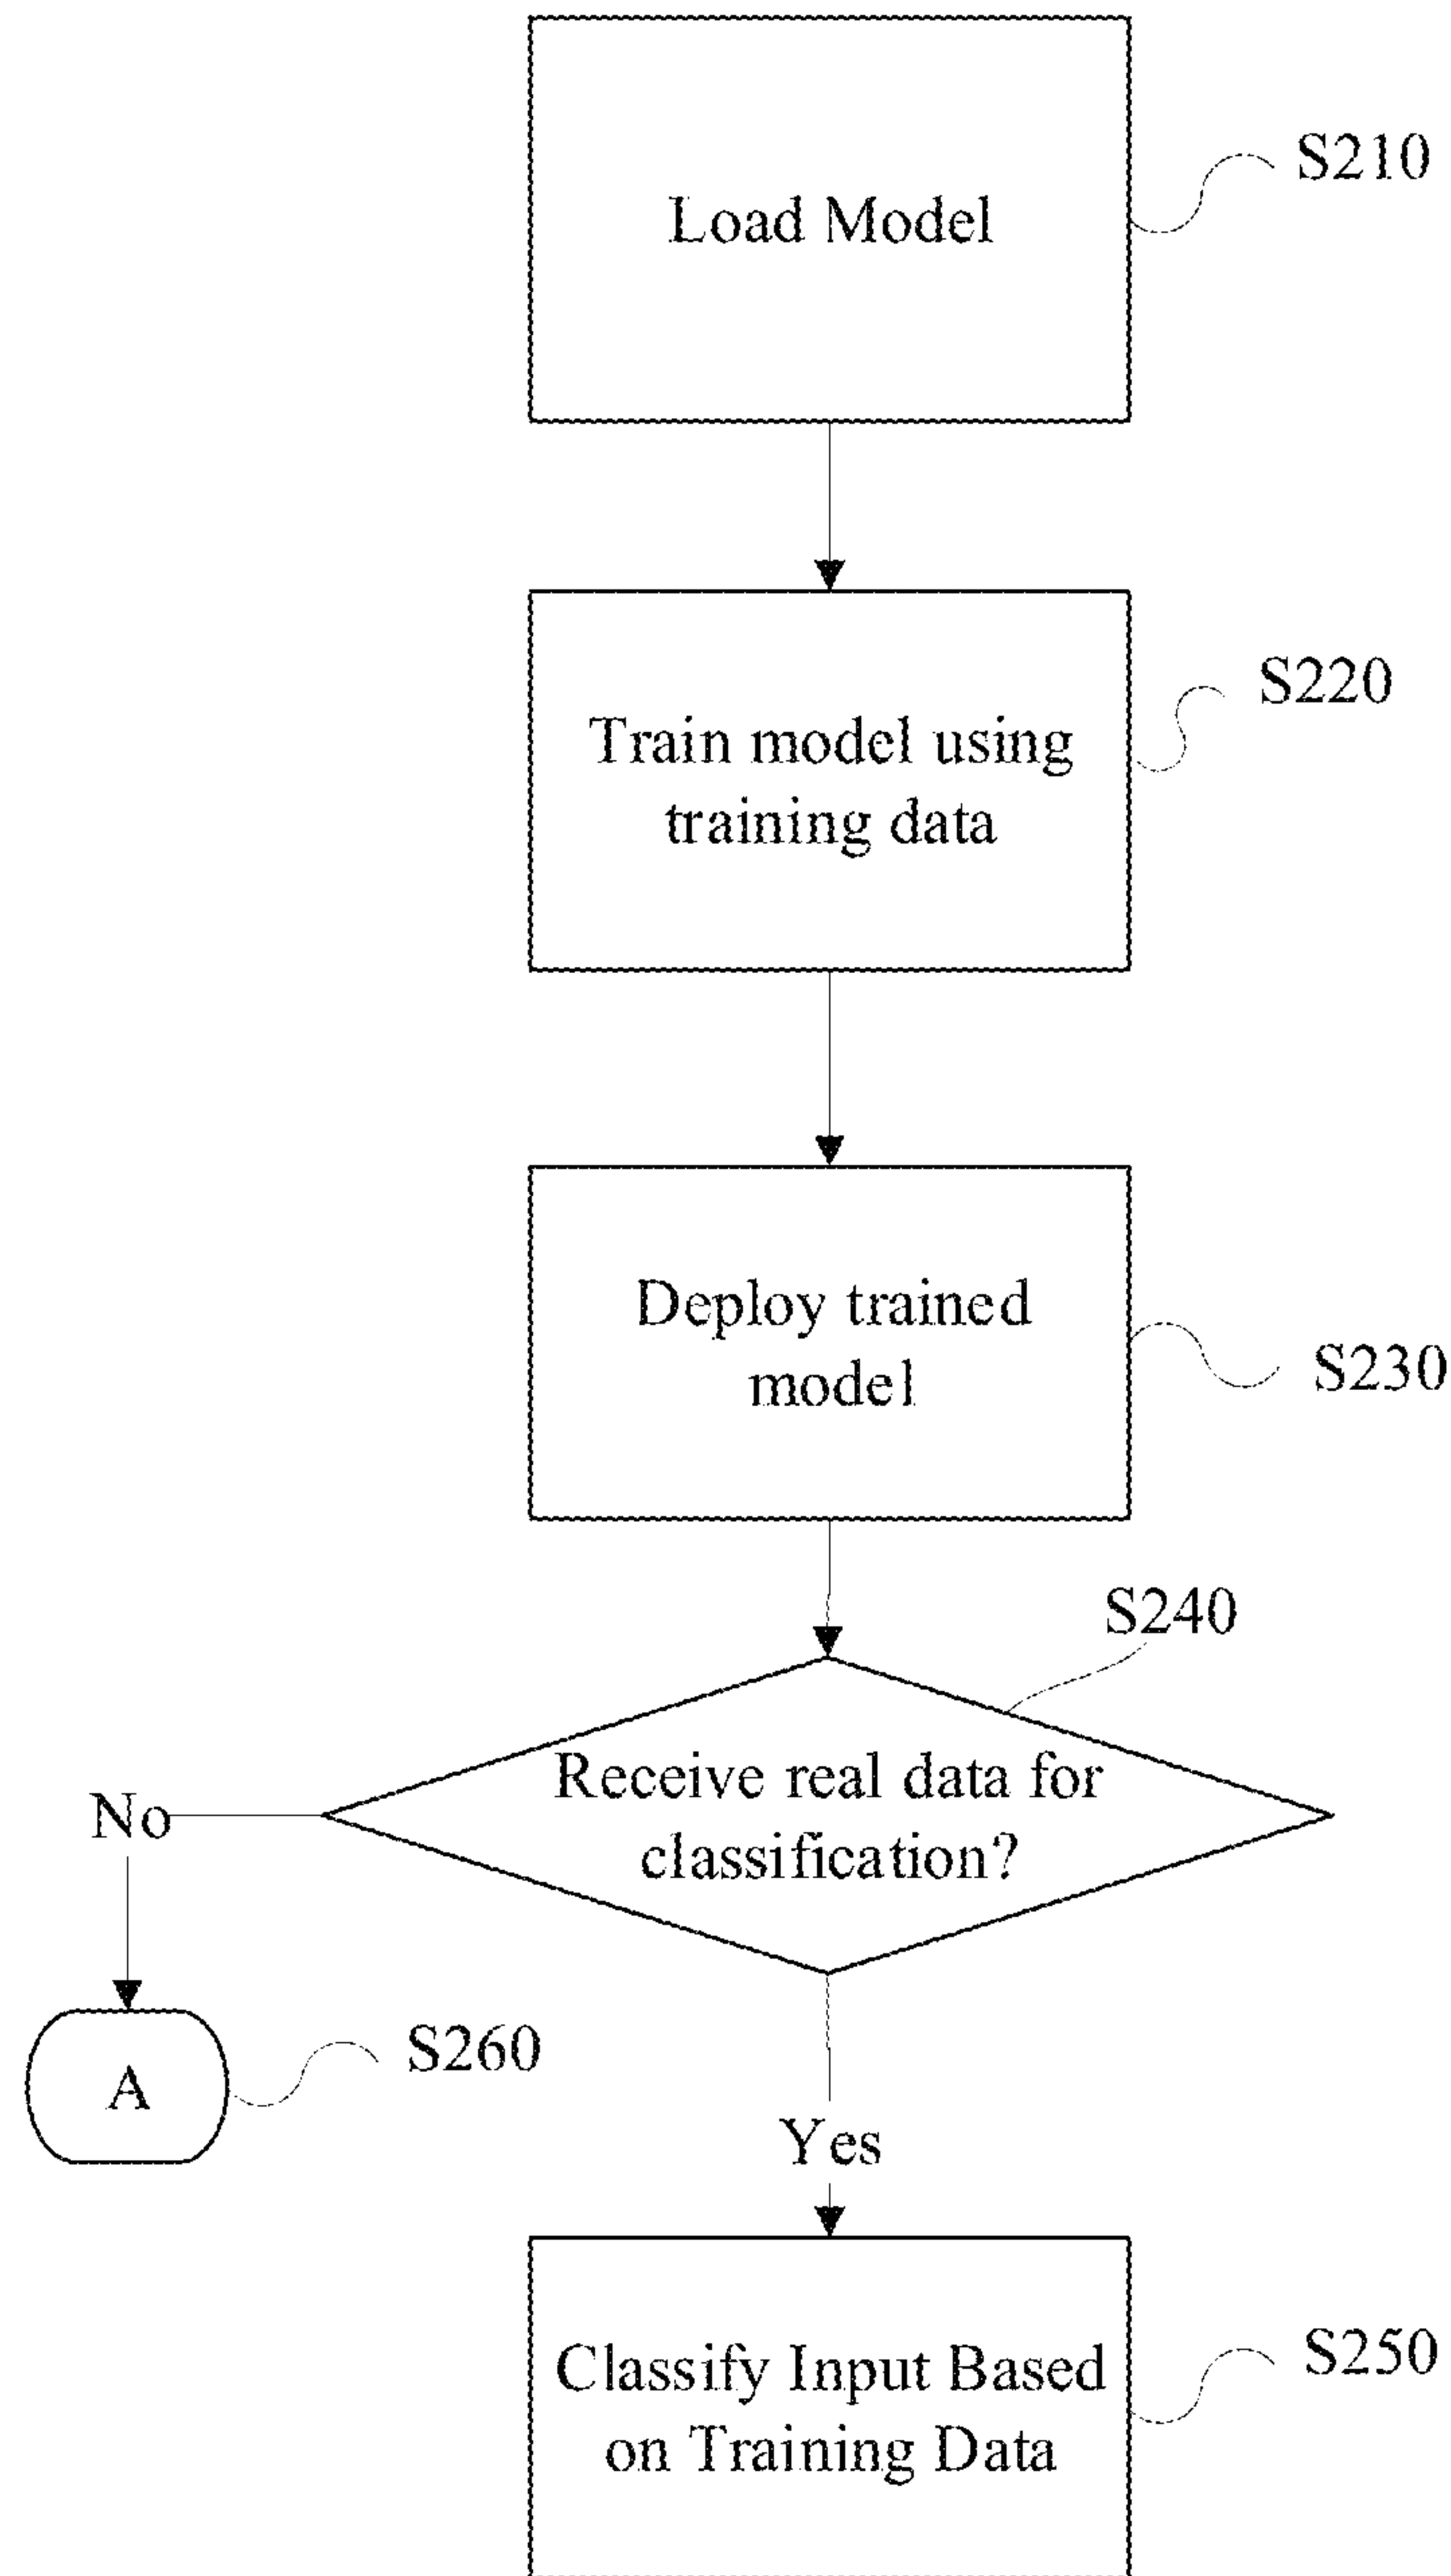 Load Model
S210
Train model using
training data
S220
Deploy trained
model
S230
S240
Receive real data for
classification?
No
A
S260
Yes
Classify Input Based
on Training Data
S250